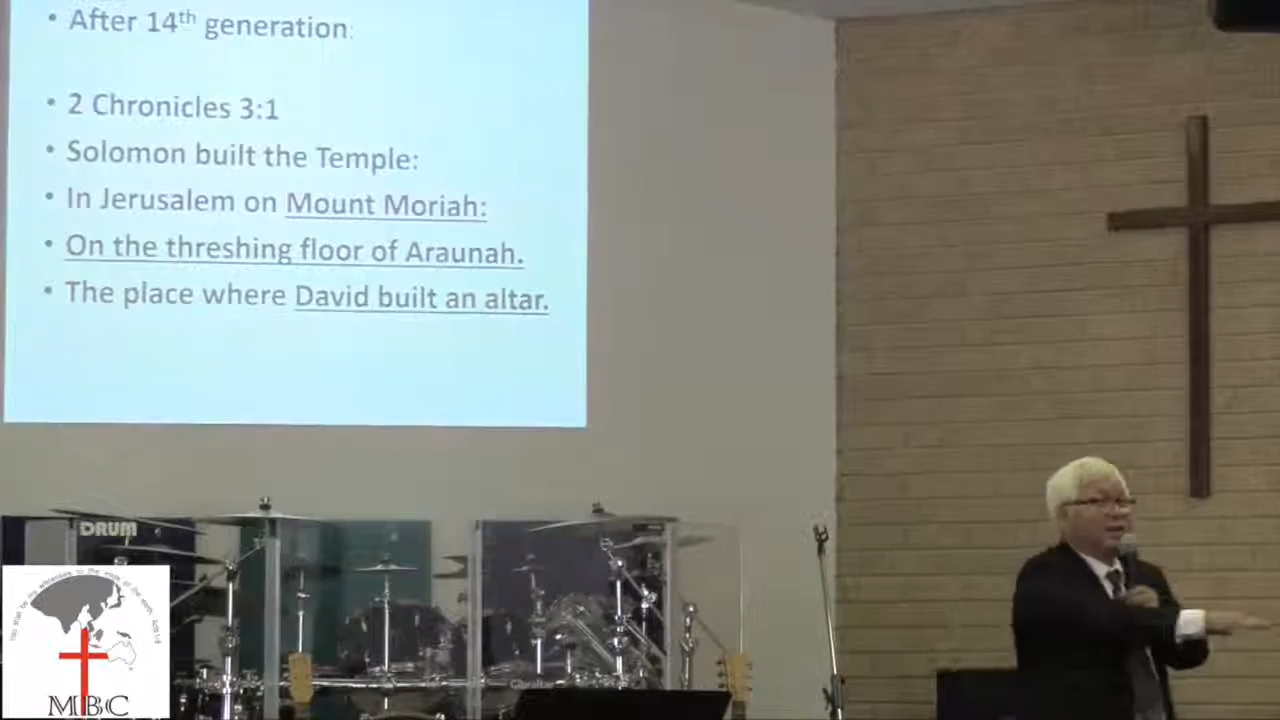 • After 14th generation:
• 2 Chronicles 3:1
• Solomon built the Temple:
• In Jerusalem on Mount Moriah:
• On the threshing floor of Araunah.
• The place where David built an altar.
DRUM
Gibraltar
MBC